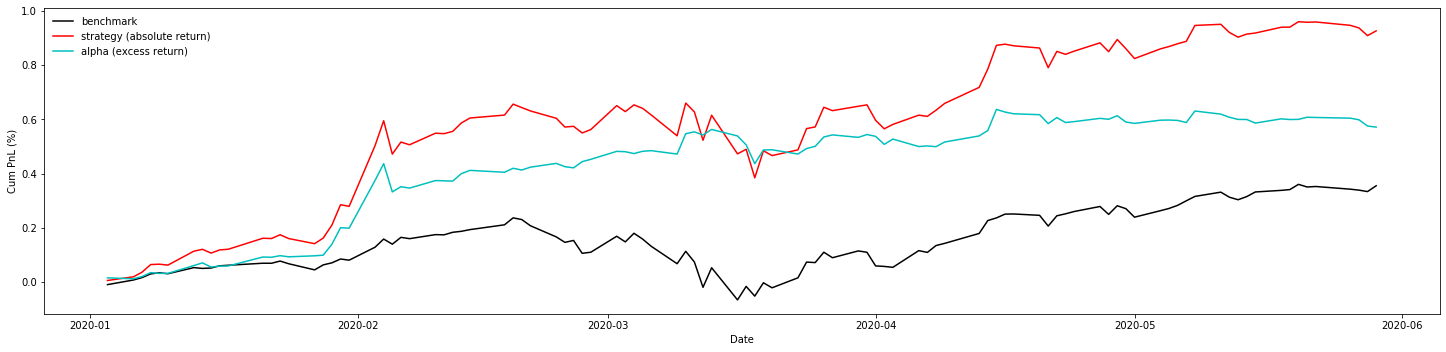 benchmark
strategy (absolute return)
alpha (excess return)
Cum PnL (%)
1.0
0.8
0.6
0.4
0.2
0.0
2020-01
2020-02
2020-03
2020-04
2020-05
2020-06
Date